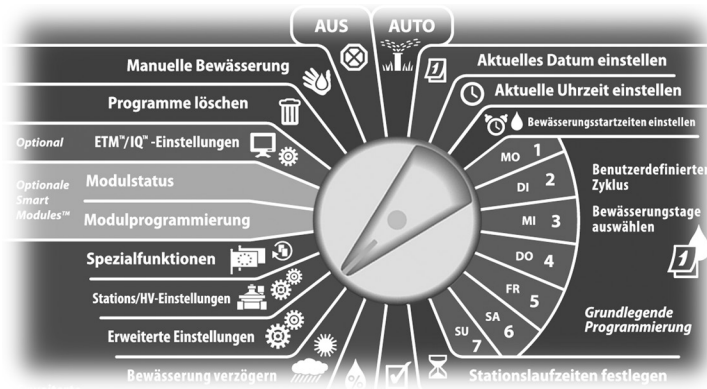 AUS
AUTO
Manuelle Bewässerung
Programme löschen
Optional
ETM™/IQ™ -Einstellungen
Optionale
Smart
Modules™
Modulstatus
Modulprogrammierung
Spezialfunktionen
Stations/HV-Einstellungen
Erweiterte Einstellungen
Bewässerung verzögern
Aktuelles Datum einstellen
Aktuelle Uhrzeit einstellen
Bewässerungsstartzeiten einstellen
MO 1
DI 2
MI 3
DO 4
FR 5
SA 6
SU 7
Benutzerdefinierter
Zyklus
Bewässerungstage
auswählen
Grundlegende
Programmierung
Stationslaufzeiten festlegen